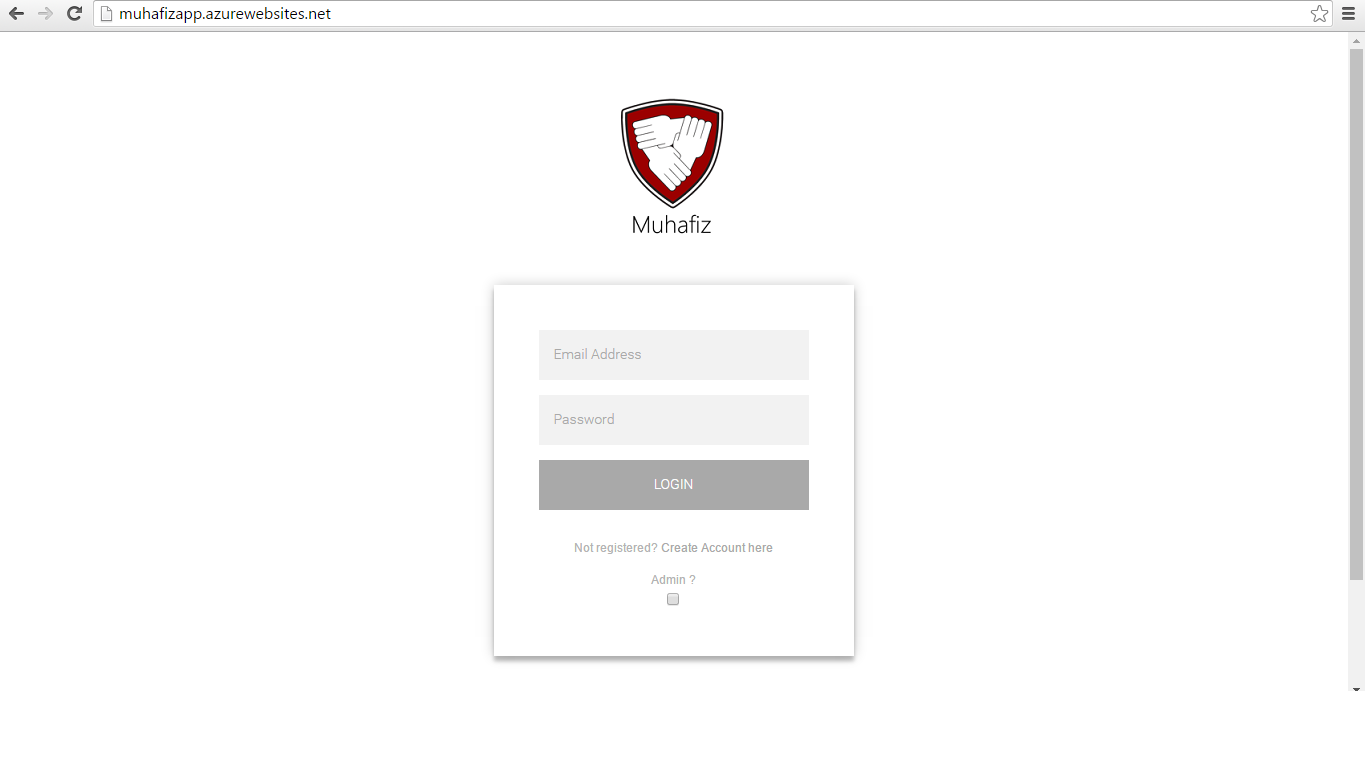 muhafizapp.azurewebsites.net
Muhafiz
Email Address
Password
LOGIN
Not registered? Create Account here
Admin ?